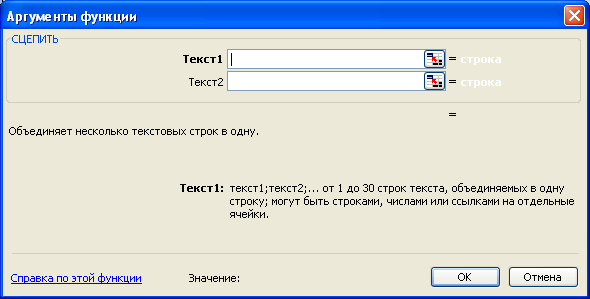 Аргументы функции
СЦЕПИТЬ
Текст1 = строка
Текст2 = строка
=
Объединяет несколько текстовых строк в одну.
Текст1: текст1;текст2;... от 1 до 30 строк текста, объединяемых в одну
строку; могут быть строками, числами или ссылками на отдельные
ячейки.
Справка по этой функции Значение: ОК Отмена